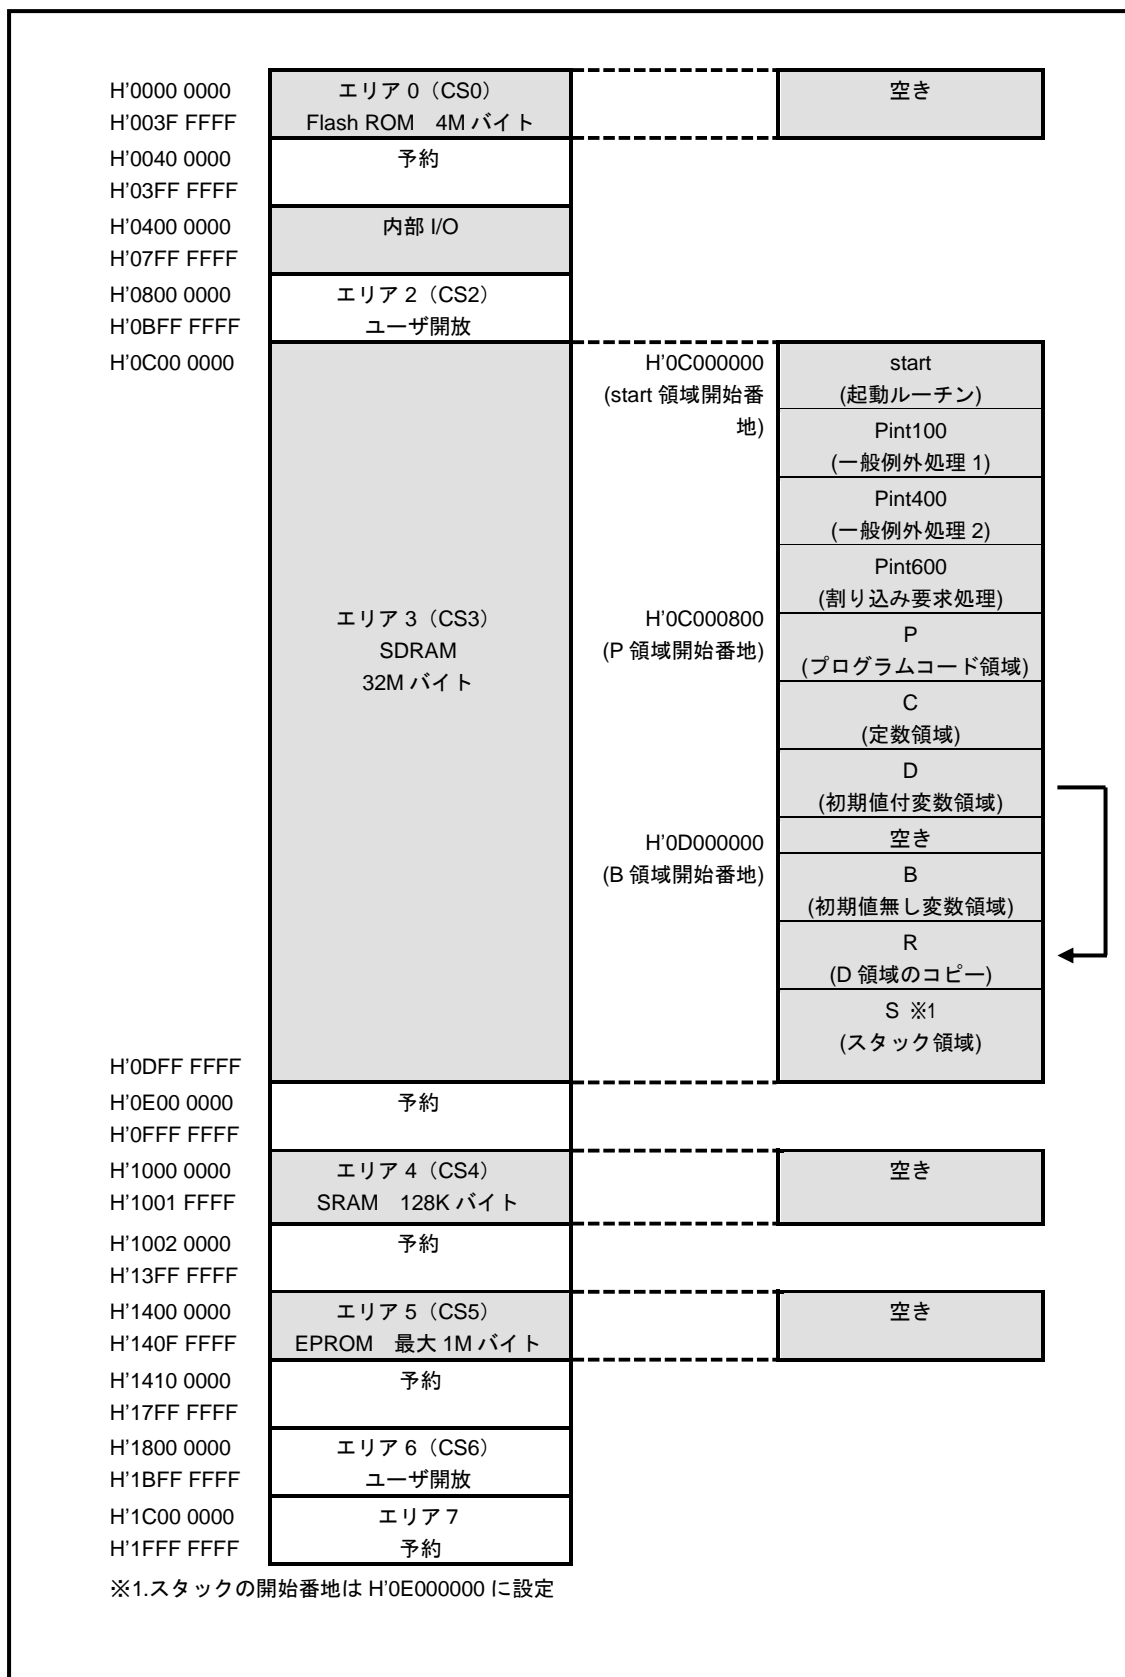 H'0000 0000 エリア 0（CS0） 空き
H'003F FFFF Flash ROM　4M バイト
H'0040 0000 予約
H'03FF FFFF
H'0400 0000 内部 I/O
H'07FF FFFF
H'0800 0000 エリア 2（CS2）
H'0BFF FFFF ユーザ開放
H'0C00 0000 H'0C000000 start
(start 領域開始番 (起動ルーチン)
地) Pint100
(一般例外処理 1)
Pint400
(一般例外処理 2)
Pint600
(割り込み要求処理)
エリア 3（CS3） H'0C000800 P
SDRAM (P 領域開始番地) (プログラムコード領域)
32M バイト
C
(定数領域)
D
(初期値付変数領域)
H'0D000000 空き
(B 領域開始番地) B
(初期値無し変数領域)
R
(D 領域のコピー)
S ※1
(スタック領域)
H'0DFF FFFF
H'0E00 0000 予約
H'0FFF FFFF
H'1000 0000 エリア 4（CS4） 空き
H'1001 FFFF SRAM　128K バイト
H'1002 0000 予約
H'13FF FFFF
H'1400 0000 エリア 5（CS5） 空き
H'140F FFFF EPROM　最大 1M バイト
H'1410 0000 予約
H'17FF FFFF
H'1800 0000 エリア 6（CS6）
H'1BFF FFFF ユーザ開放
H'1C00 0000 エリア 7
H'1FFF FFFF 予約
※1.スタックの開始番地は H'0E000000 に設定